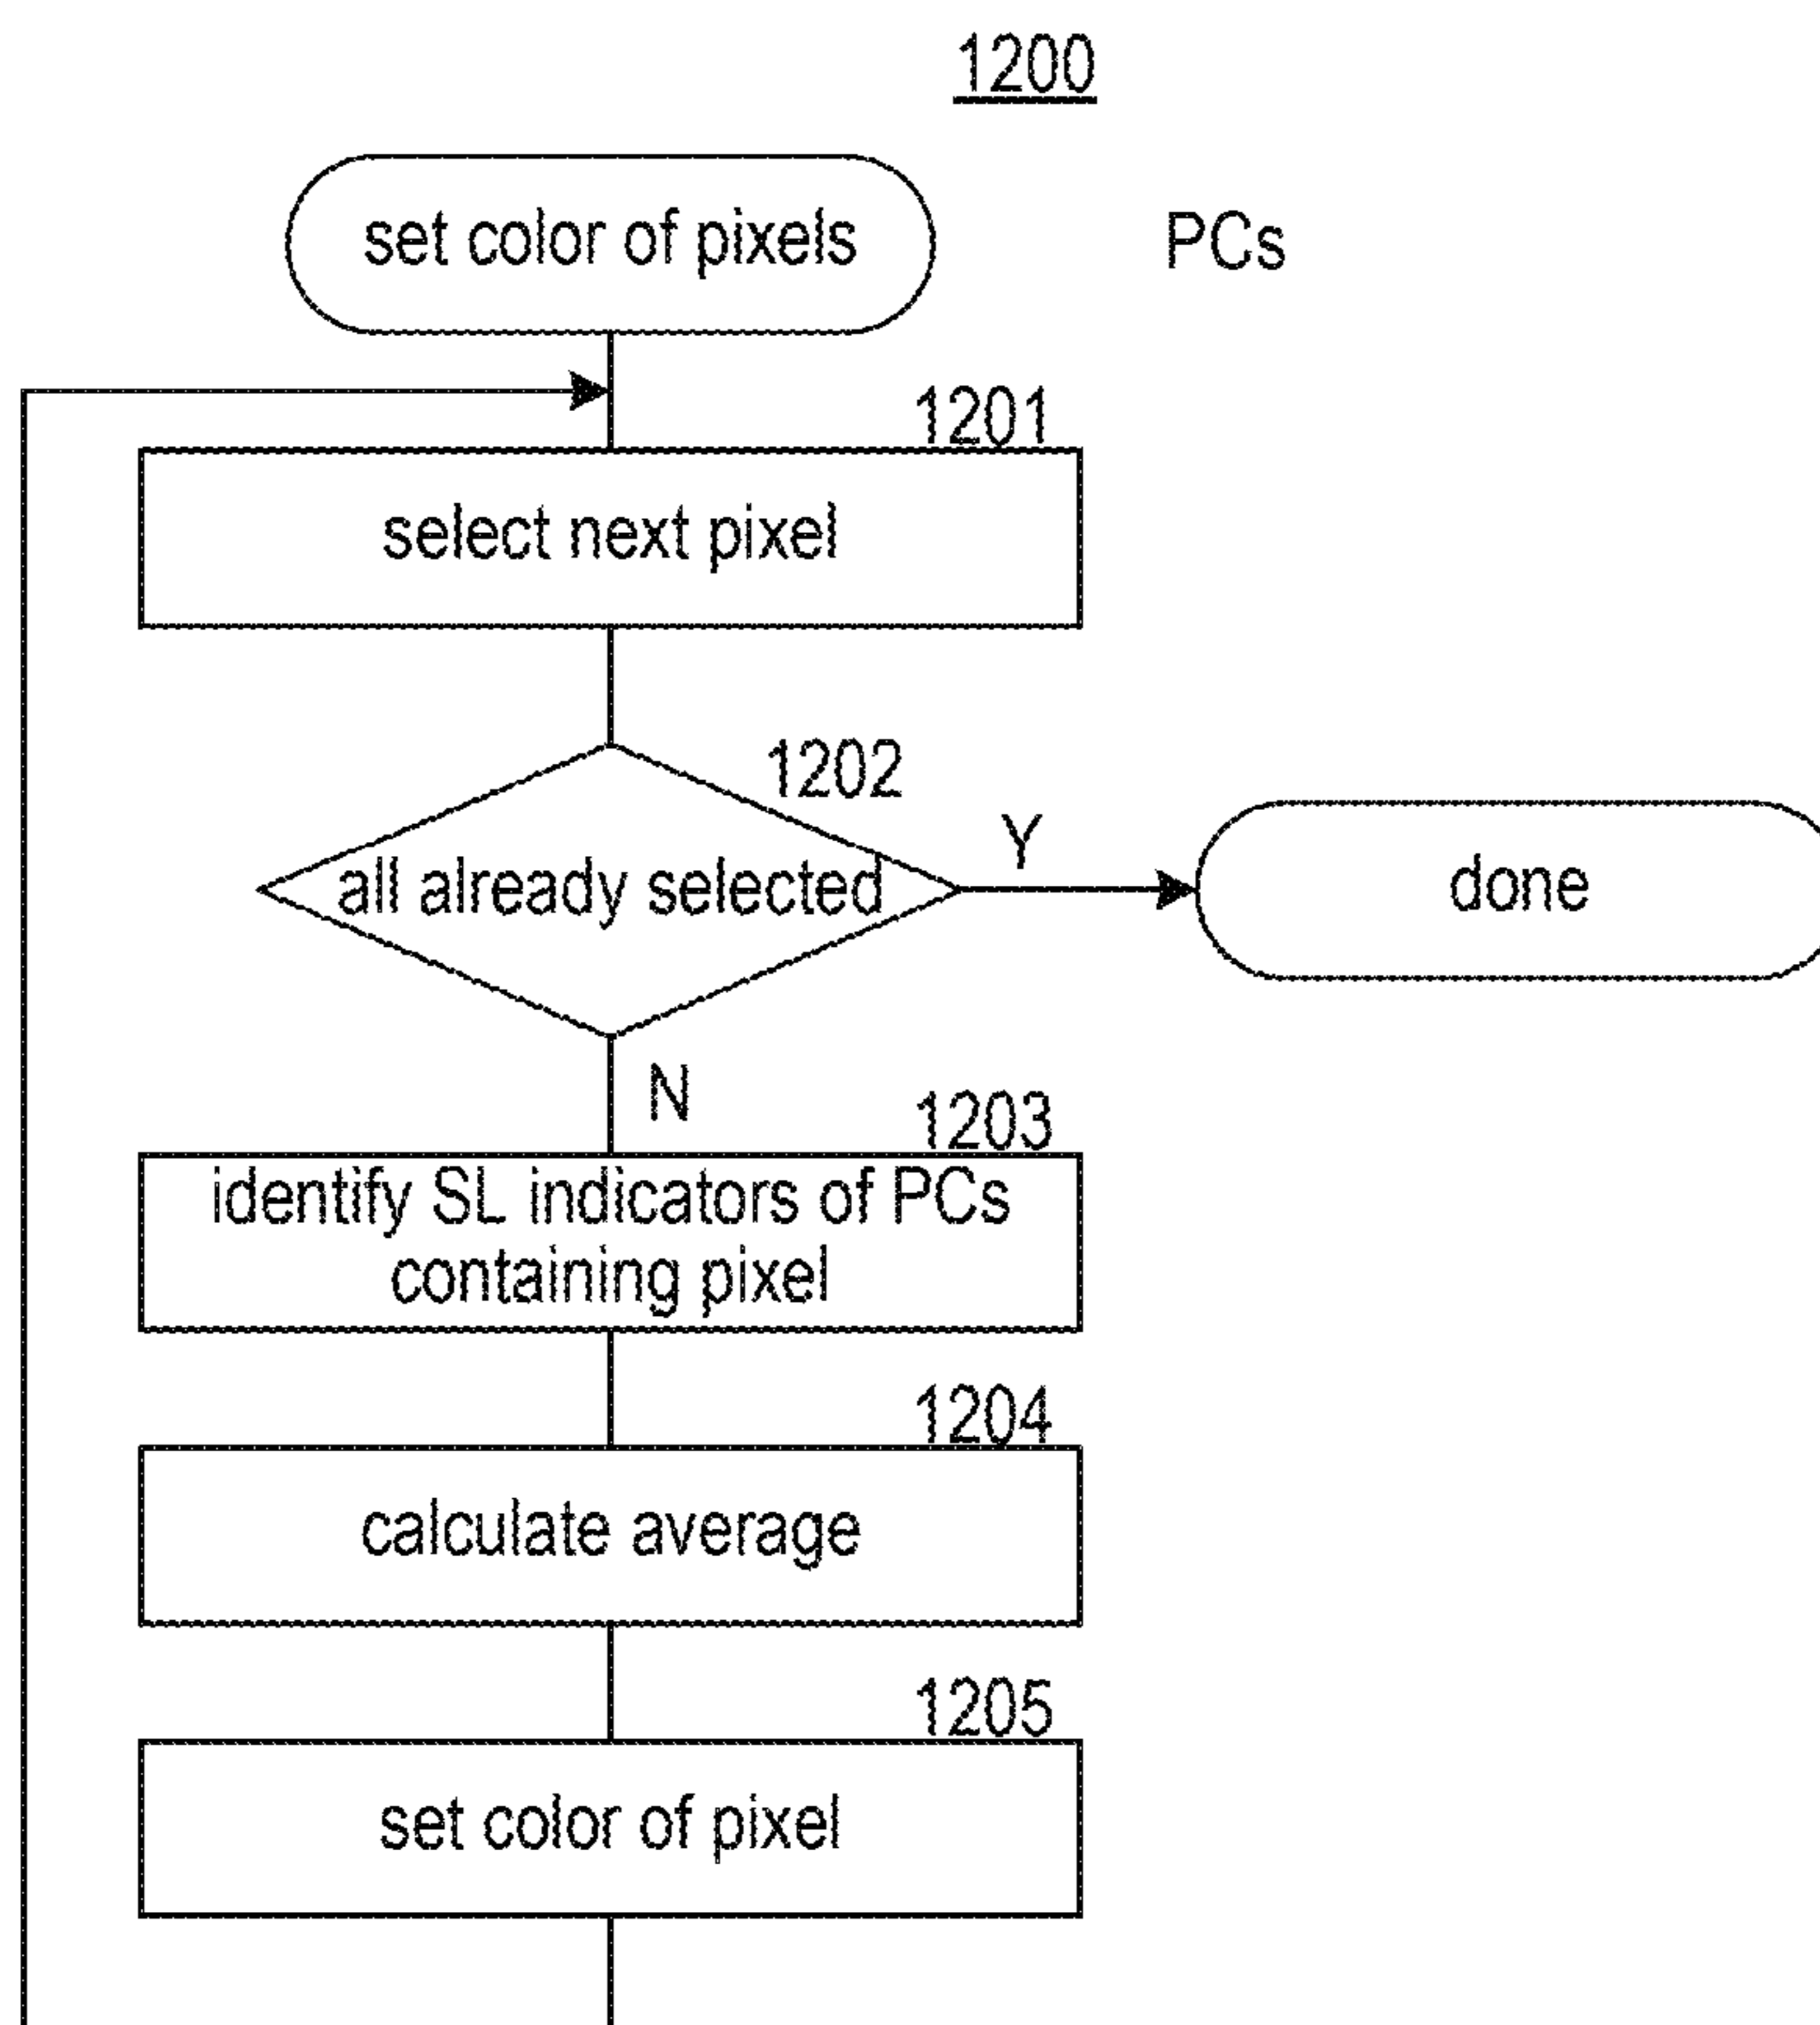 1200
set color of pixels
PCs
1201
select next pixel
1202
all already selected
Y
done
N
1203
identify SL indicators of PCs
containing pixel
1204
calculate average
1205
set color of pixel